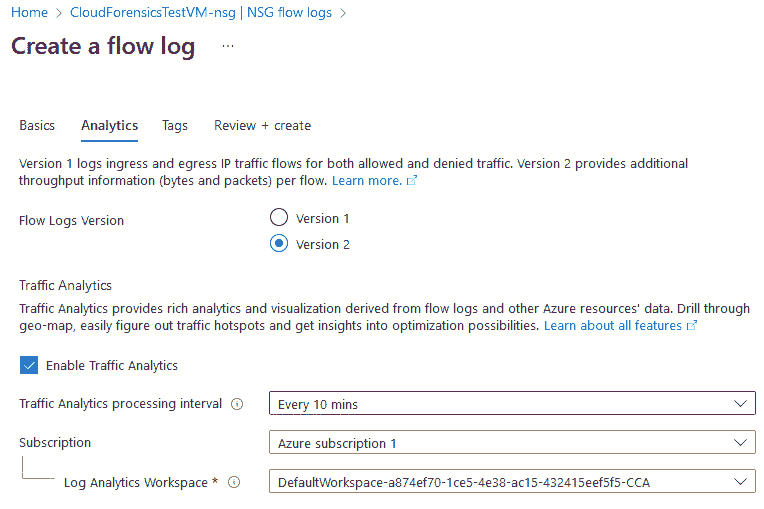 Home > CloudForensicsTestVM-nsg | NSG flow logs >
Create a flow log ...
Basics Analytics Tags Review + create
Version 1 logs ingress and egress IP traffic flows for both allowed and denied traffic. Version 2 provides additional
throughput information (bytes and packets) per flow. Learn more.
Flow Logs Version
Version 1
Version 2
Traffic Analytics
Traffic Analytics provides rich analytics and visualization derived from flow logs and other Azure resources' data. Drill through
geo-map, easily figure out traffic hotspots and get insights into optimization possibilities. Learn about all features
Enable Traffic Analytics
Traffic Analytics processing interval Every 10 mins
Subscription Azure subscription 1
Log Analytics Workspace * DefaultWorkspace-a874ef70-1ce5-4e38-ac15-432415eef5f5-CCA